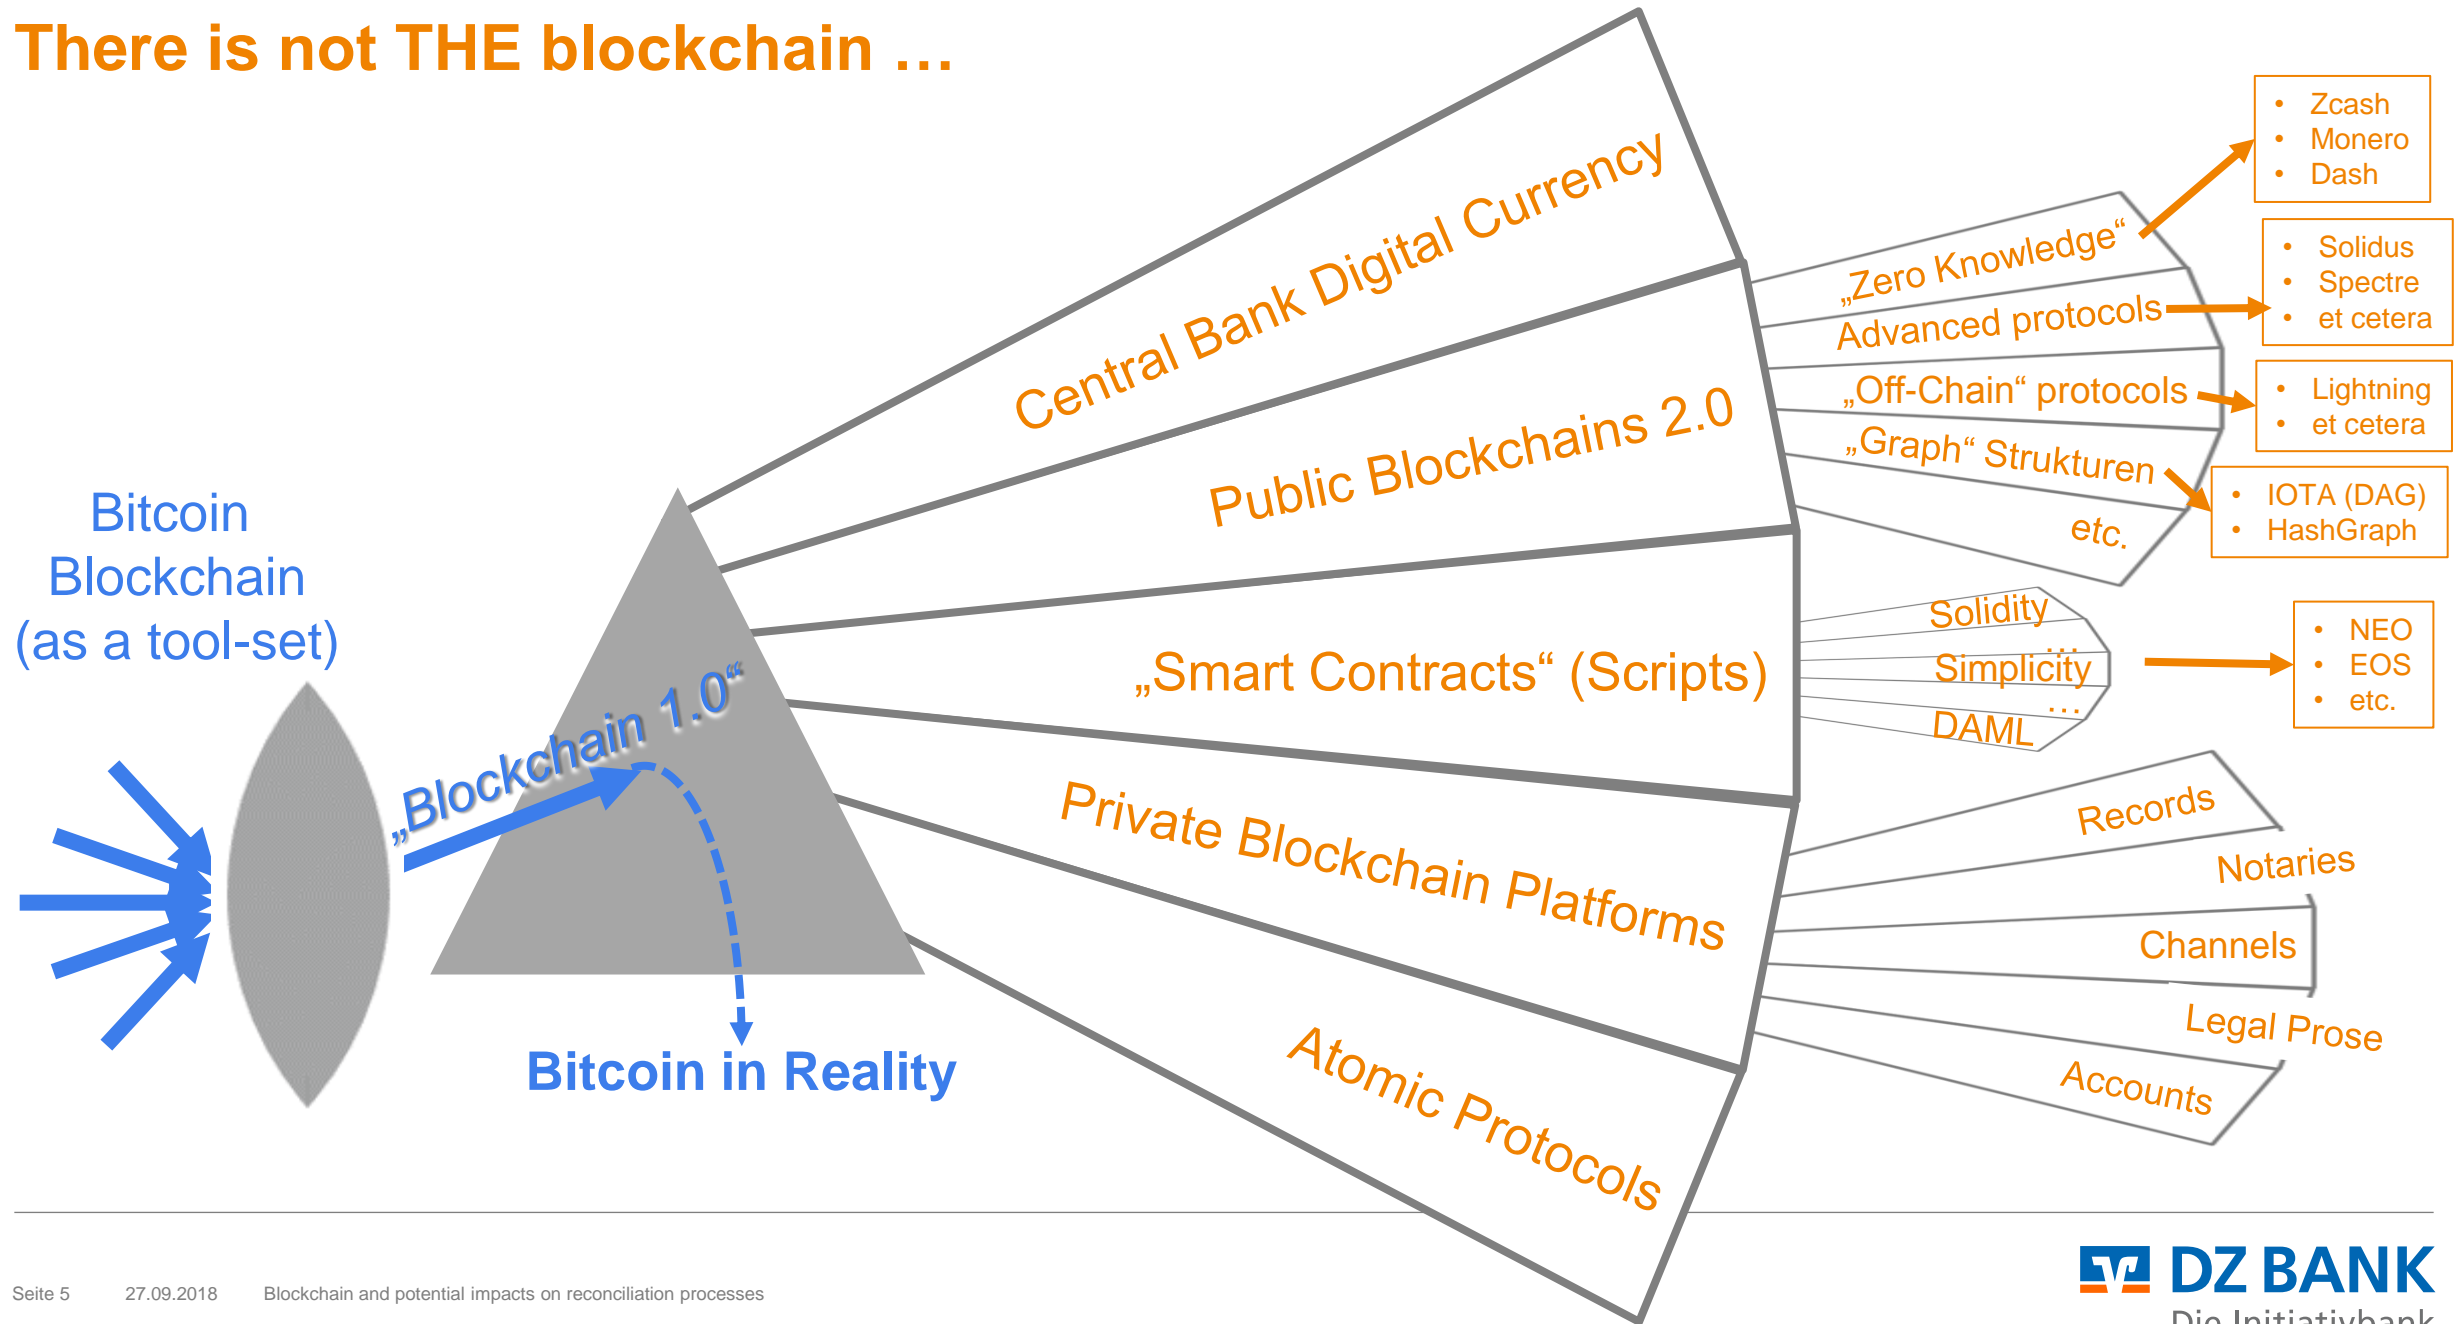 There is not THE blockchain …
Bitcoin
Blockchain
(as a tool-set)
„Blockchain 1.0“
Bitcoin in Reality
Central Bank Digital Currency
Public Blockchains 2.0
„Smart Contracts“ (Scripts)
Private Blockchain Platforms
Atomic Protocols
„Zero Knowledge“
Advanced protocols
„Off-Chain“ protocols
„Graph“ Strukturen
etc.
• Zcash
• Monero
• Dash
• Solidus
• Spectre
• et cetera
• Lightning
• et cetera
• IOTA (DAG)
• HashGraph
Solidity
…
Simplicity
…
DAML
• NEO
• EOS
• etc.
Records
Notaries
Channels
Legal Prose
Accounts
Seite 5 27.09.2018 Blockchain and potential impacts on reconciliation processes
DZ BANK
Die Initiativbank